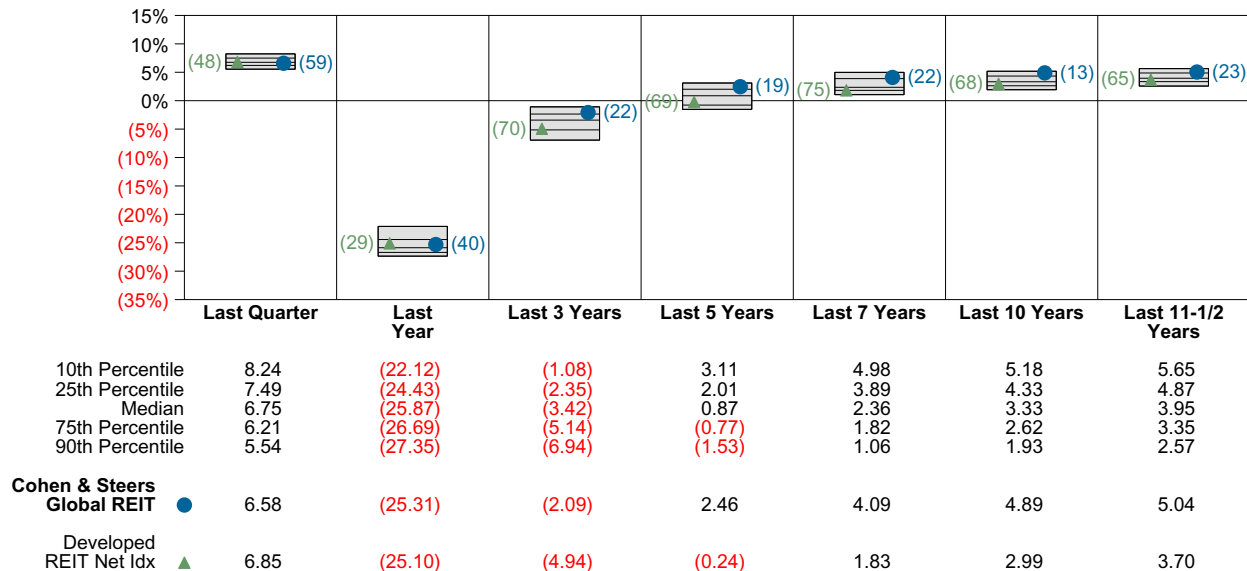 15%
10%
5%
0%
(5%)
(10%)
(15%)
(20%)
(25%)
(30%)
(35%)
(48) (59)
(29) (40)
(70) (22)
(69) (19)
(75) (22)
(68) (13)
(65) (23)
Last Quarter Last Year Last 3 Years Last 5 Years Last 7 Years Last 10 Years Last 11-1/2 Years
10th Percentile 8.24 (22.12) (1.08) 3.11 4.98 5.18 5.65
25th Percentile 7.49 (24.43) (2.35) 2.01 3.89 4.33 4.87
Median 6.75 (25.87) (3.42) 0.87 2.36 3.33 3.95
75th Percentile 6.21 (26.69) (5.14) (0.77) 1.82 2.62 3.35
90th Percentile 5.54 (27.35) (6.94) (1.53) 1.06 1.93 2.57
Cohen & Steers
Global REIT 6.58 (25.31) (2.09) 2.46 4.09 4.89 5.04
Developed
REIT Net Idx 6.85 (25.10) (4.94) (0.24) 1.83 2.99 3.70